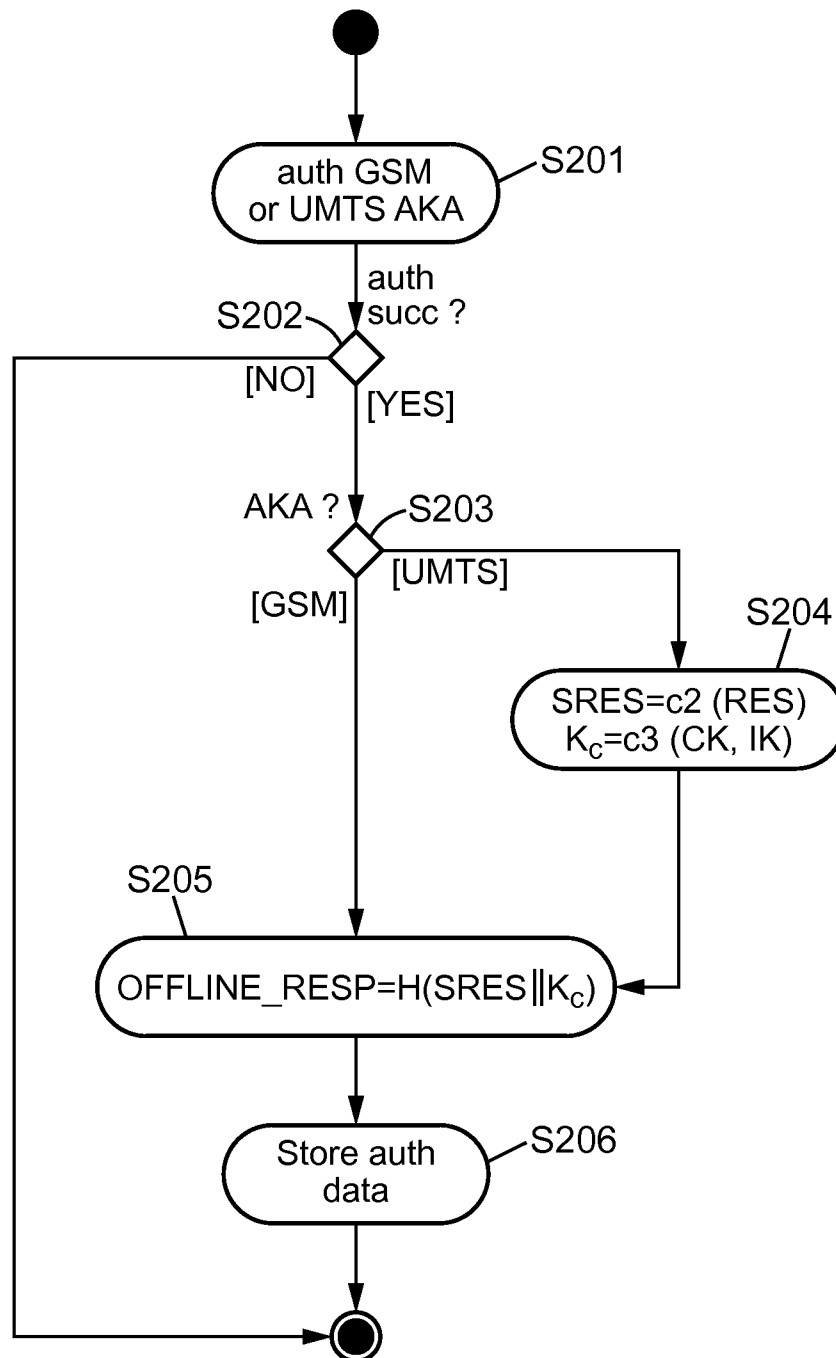 auth GSM
or UMTS AKA
S201
auth
succ ?
S202
[NO]
[YES]
AKA ?
S203
[UMTS]
[GSM]
S204
SRES=c2 (RES)
Kc=c3 (CK, IK)
S205
OFFLINE_RESP=H(SRES||Kc)
Store auth
data
S206